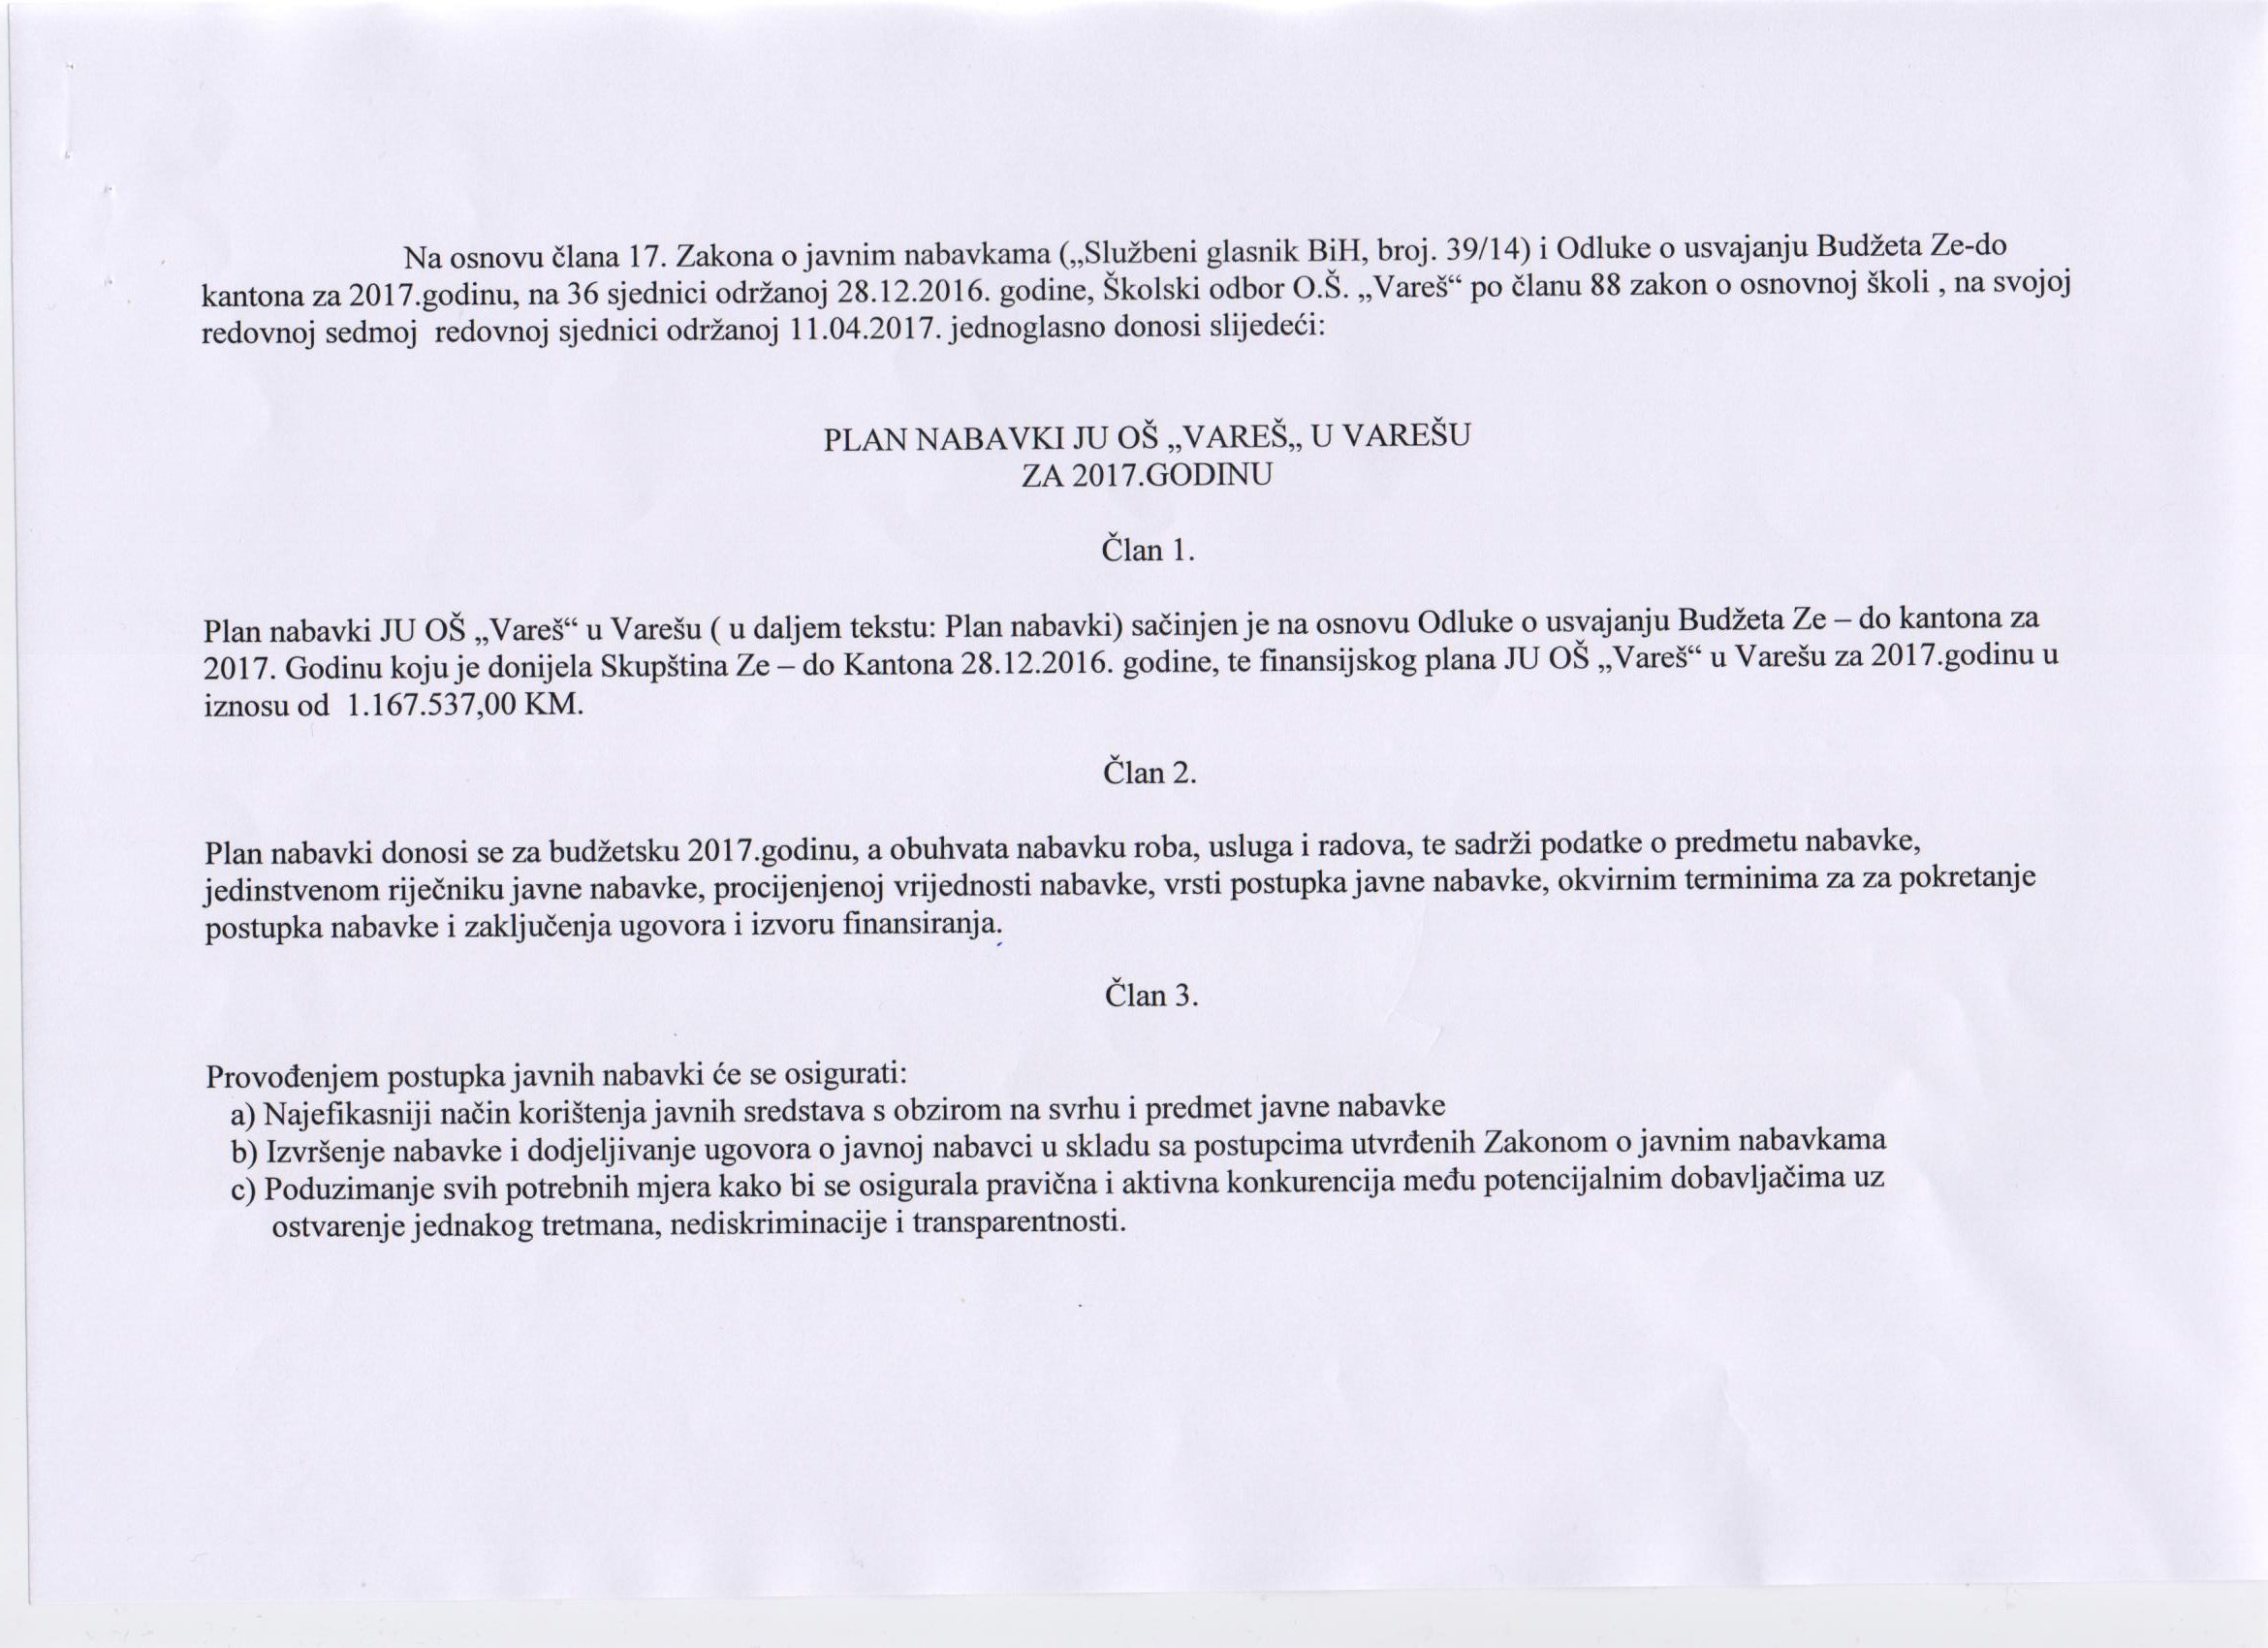 Na osnovu člana 17. Zakona o javnim nabavkama („Službeni glasnik BiH, broj. 39/14) i Odluke o usvajanju Budžeta Ze-do
kantona za 2017.godinu, na 36 sjednici održanoj 28.12.2016. godine, Školski odbor O.Š. „Vareš“ po članu 88 zakon o osnovnoj školi , na svojoj
redovnoj sedmoj redovnoj sjednici održanoj 11.04.2017. jednoglasno donosi slijedeći:
PLAN NABAVKI JU OŠ „VAREŠ„ U VAREŠU
ZA 2017.GODINU
Član 1.
Plan nabavki JU OŠ „Vareš“ u Varešu ( u daljem tekstu: Plan nabavki) sačinjen je na osnovu Odluke o usvajanju Budžeta Ze – do kantona za
2017. Godinu koju je donijela Skupština Ze – do Kantona 28.12.2016. godine, te finansijskog plana JU OŠ „Vareš“ u Varešu za 2017.godinu u
iznosu od 1.167.537,00 KM.
Član 2.
Plan nabavki donosi se za budžetsku 2017.godinu, a obuhvata nabavku roba, usluga i radova, te sadrži podatke o predmetu nabavke,
jedinstvenom riječniku javne nabavke, procijenjenoj vrijednosti nabavke, vrsti postupka javne nabavke, okvirnim terminima za za pokretanje
postupka nabavke i zaključenja ugovora i izvoru finansiranja.
Član 3.
Provođenjem postupka javnih nabavki će se osigurati:
a) Najefikasniji način korištenja javnih sredstava s obzirom na svrhu i predmet javne nabavke
b) Izvršenje nabavke i dodjeljivanje ugovora o javnoj nabavci u skladu sa postupcima utvrđenih Zakonom o javnim nabavkama
c) Poduzimanje svih potrebnih mjera kako bi se osigurala pravična i aktivna konkurencija među potencijalnim dobavljačima uz
ostvarenje jednakog tretmana, nediskriminacije i transparentnosti.